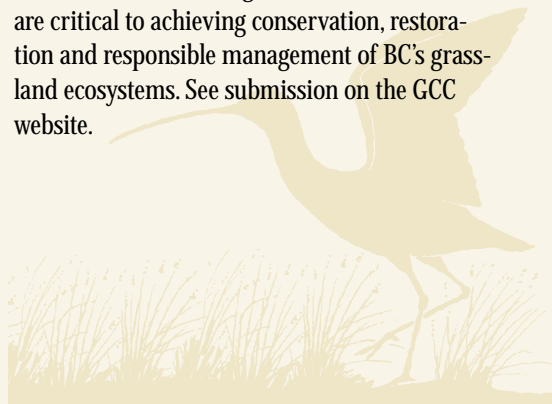 are critical to achieving conservation, restora-
tion and responsible management of BC's grass-
land ecosystems. See submission on the GCC
website.